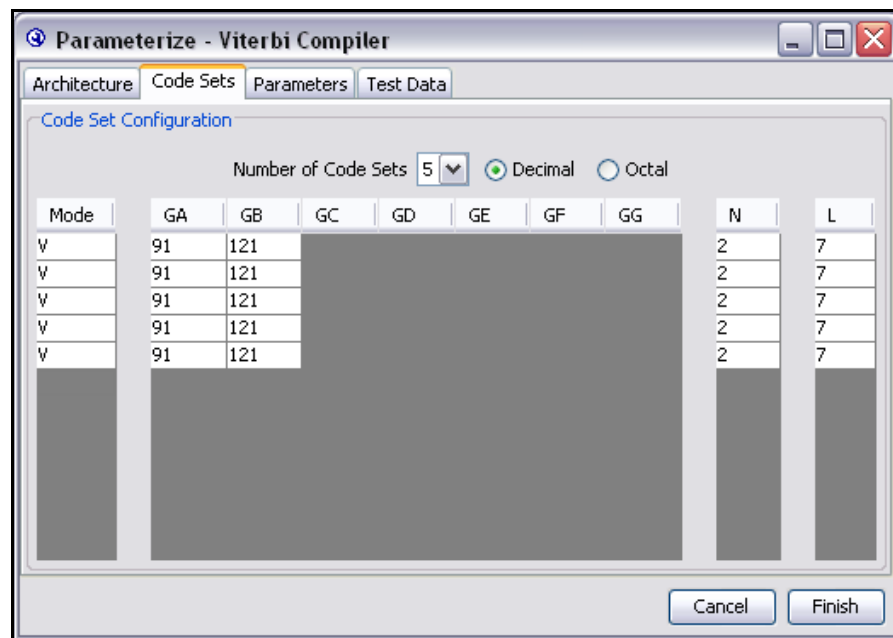 Parameterize - Viterbi Compiler
Architecture Code Sets Parameters Test Data
Code Set Configuration
Number of Code Sets 5 Decimal Octal
Mode GA GB GC GD GE GF GG N L
V 91 121 2 7
V 91 121 2 7
V 91 121 2 7
V 91 121 2 7
V 91 121 2 7
Cancel Finish